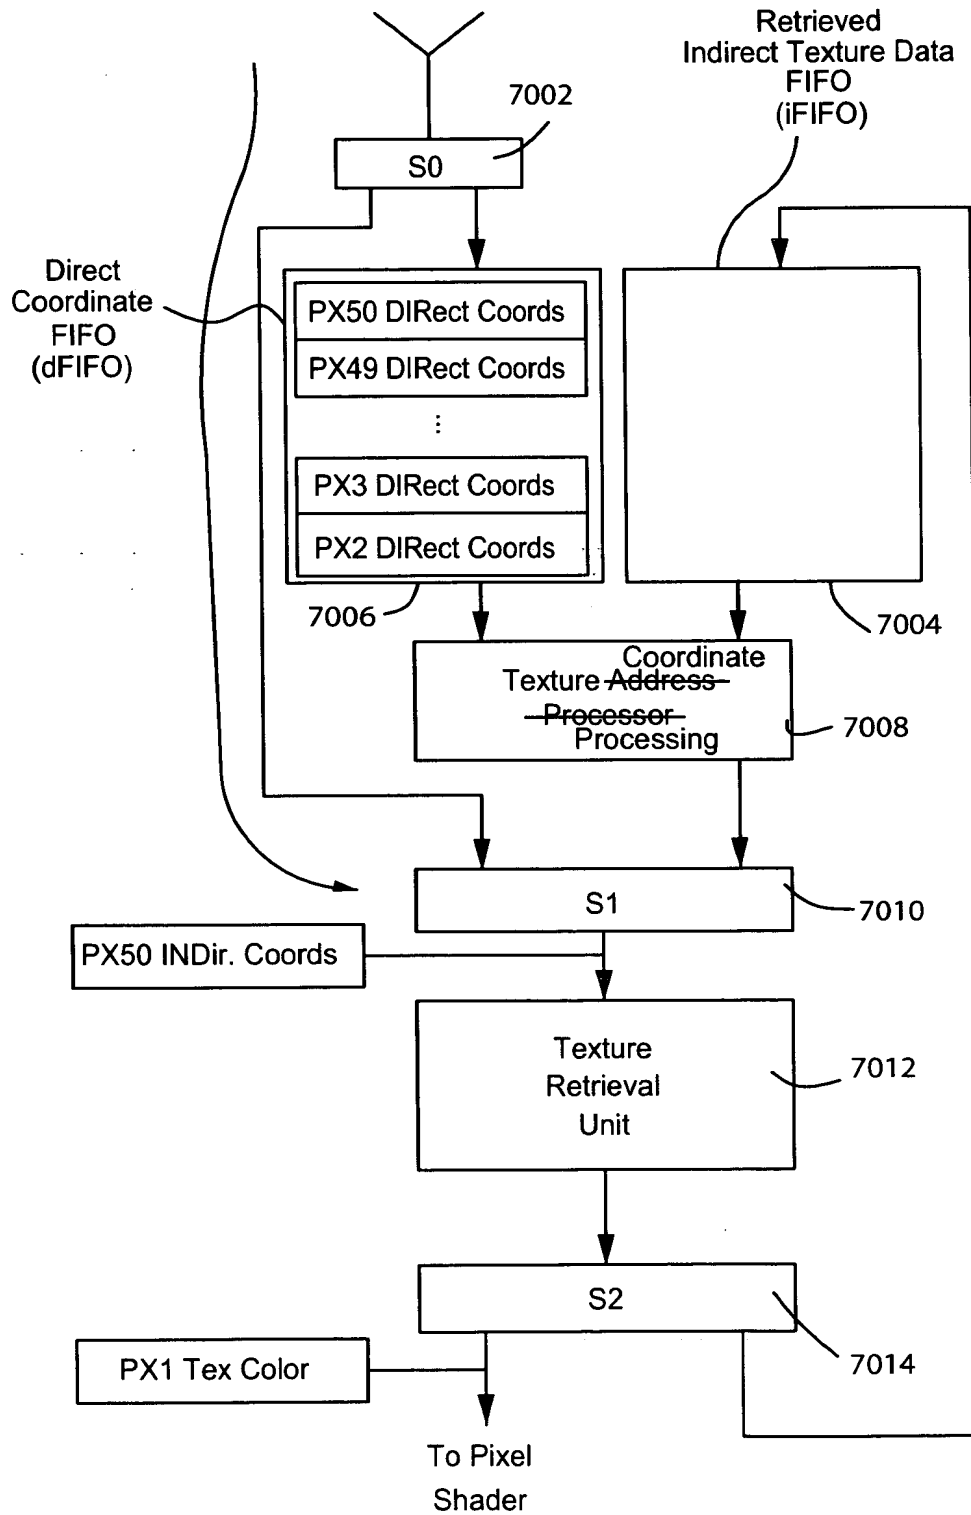 Retrieved
Indirect Texture Data
FIFO
(iFIFO)
7002
S0
Direct
Coordinate
FIFO
(dFIFO)
PX50 DIRect Coords
PX49 DIRect Coords
...
PX3 DIRect Coords
PX2 DIRect Coords
7006
7004
Coordinate
Texture Address
Processor
Processing
7008
S1
7010
PX50 INDir. Coords
Texture
Retrieval
Unit
7012
S2
7014
PX1 Tex Color
To Pixel
Shader